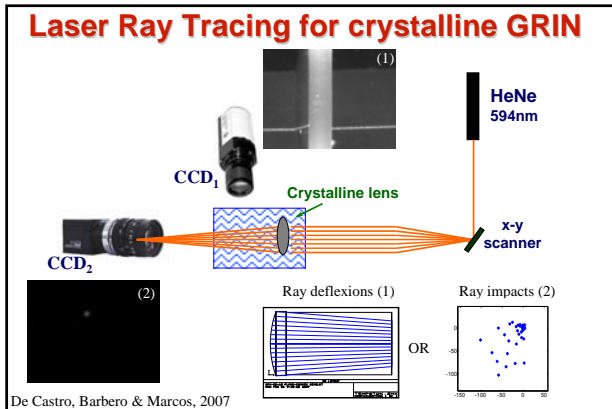 Laser Ray Tracing for crystalline GRIN
(1)
HeNe
594nm
CCD1
Crystalline lens
x-y
scanner
CCD2
(2)
Ray deflexions (1)
Ray impacts (2)
OR
0
-50
-100
-150
-100
-50
0
50
De Castro, Barbero & Marcos, 2007